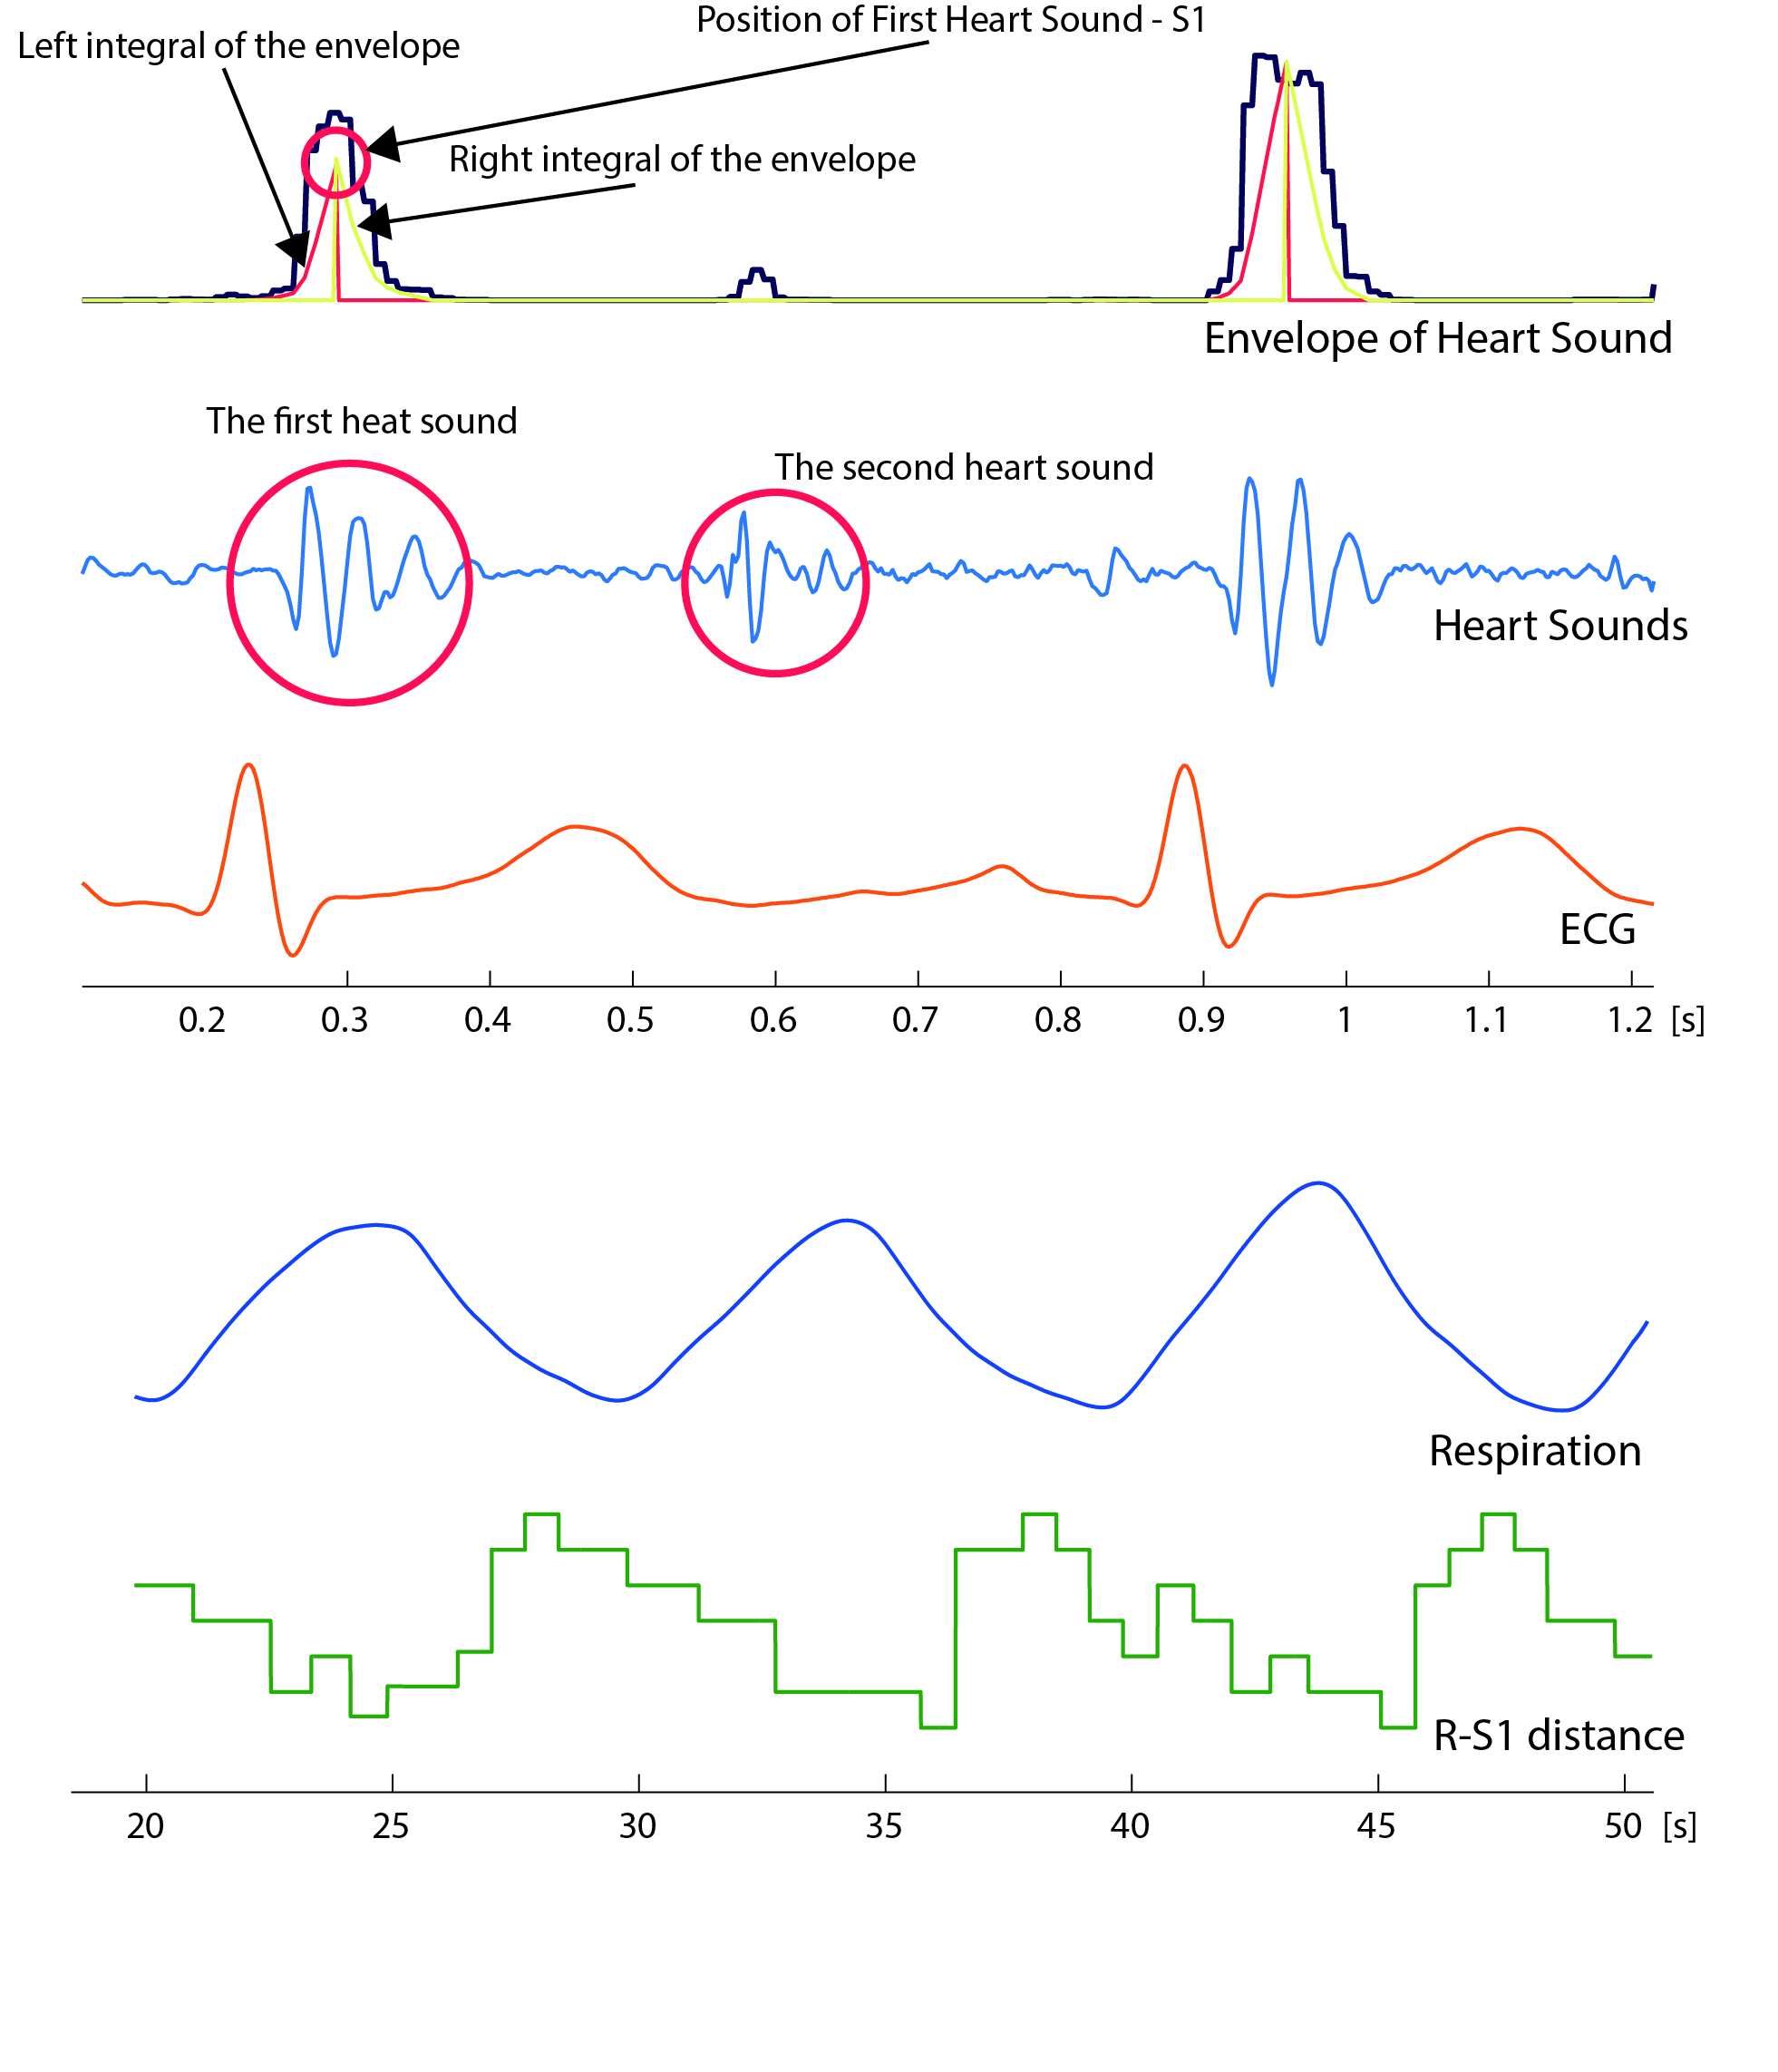 Position of First Heart Sound - S1
Left integral of the envelope
Right integral of the envelope
Envelope of Heart Sound
The first heat sound
The second heart sound
Heart Sounds
ECG
0.2 0.3 0.4 0.5 0.6 0.7 0.8 0.9 1 1.1 1.2 [s]
Respiration
R-S1 distance
20 25 30 35 40 45 50 [s]